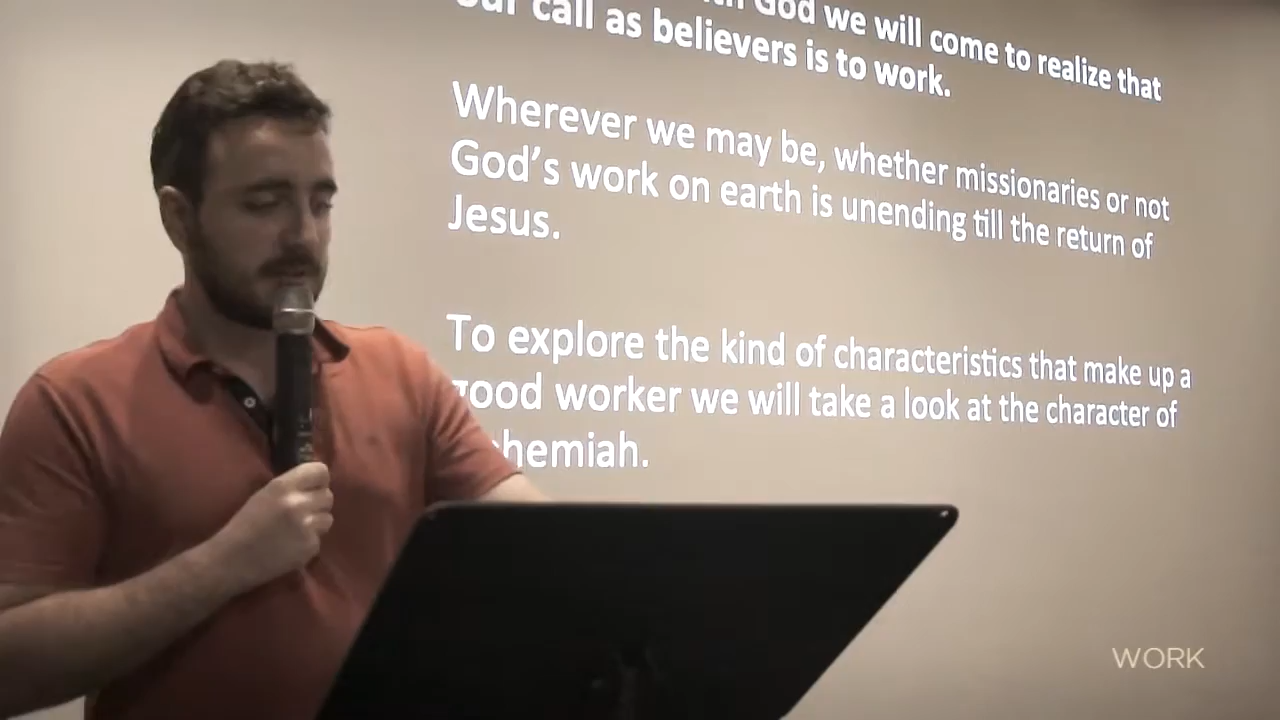 God we will come to realize that
our call as believers is to work.
Wherever we may be, whether missionaries or not
God's work on earth is unending till the return of
Jesus.
To explore the kind of characteristics that make up a
good worker we will take a look at the character of
hemiah.
WORK